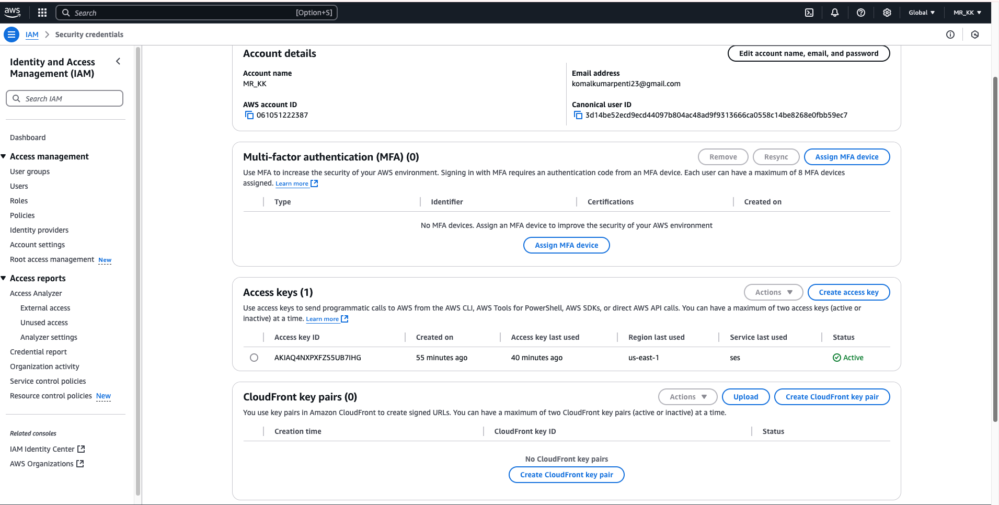 aws
Search [Option+S]
Global
MR_KK
IAM
Security credentials
Identity and Access
Management (IAM)
Search IAM
Dashboard
Access management
User groups
Users
Roles
Policies
Identity providers
Account settings
Root access management New
Access reports
Access Analyzer
External access
Unused access
Analyzer settings
Credential report
Organization activity
Service control policies
Resource control policies New
Related consoles
IAM Identity Center
AWS Organizations
Account details
Edit account name, email, and password
Account name
MR_KK
Email address
komalkumarpenti23@gmail.com
AWS account ID
061051222387
Canonical user ID
3d14be52ecd9ecd44097b804ac48ad9f9313666ca0558c14be8268e0fbb59ec7
Multi-factor authentication (MFA) (0)
Remove
Resync
Assign MFA device
Use MFA to increase the security of your AWS environment. Signing in with MFA requires an authentication code from an MFA device. Each user can have a maximum of 8 MFA devices
assigned. Learn more
Type Identifier Certifications Created on
No MFA devices. Assign an MFA device to improve the security of your AWS environment
Assign MFA device
Access keys (1)
Actions
Create access key
Use access keys to send programmatic calls to AWS from the AWS CLI, AWS Tools for PowerShell, AWS SDKs, or direct AWS API calls. You can have a maximum of two access keys (active or
inactive) at a time. Learn more
Access key ID Created on Access key last used Region last used Service last used Status
AKIAQ4NXPXFZS5UB7IHG 55 minutes ago 40 minutes ago us-east-1 ses Active
CloudFront key pairs (0)
Actions
Upload
Create CloudFront key pair
You use key pairs in Amazon CloudFront to create signed URLs. You can have a maximum of two CloudFront key pairs (active or inactive) at a time.
Creation time CloudFront key ID Status
No CloudFront key pairs
Create CloudFront key pair